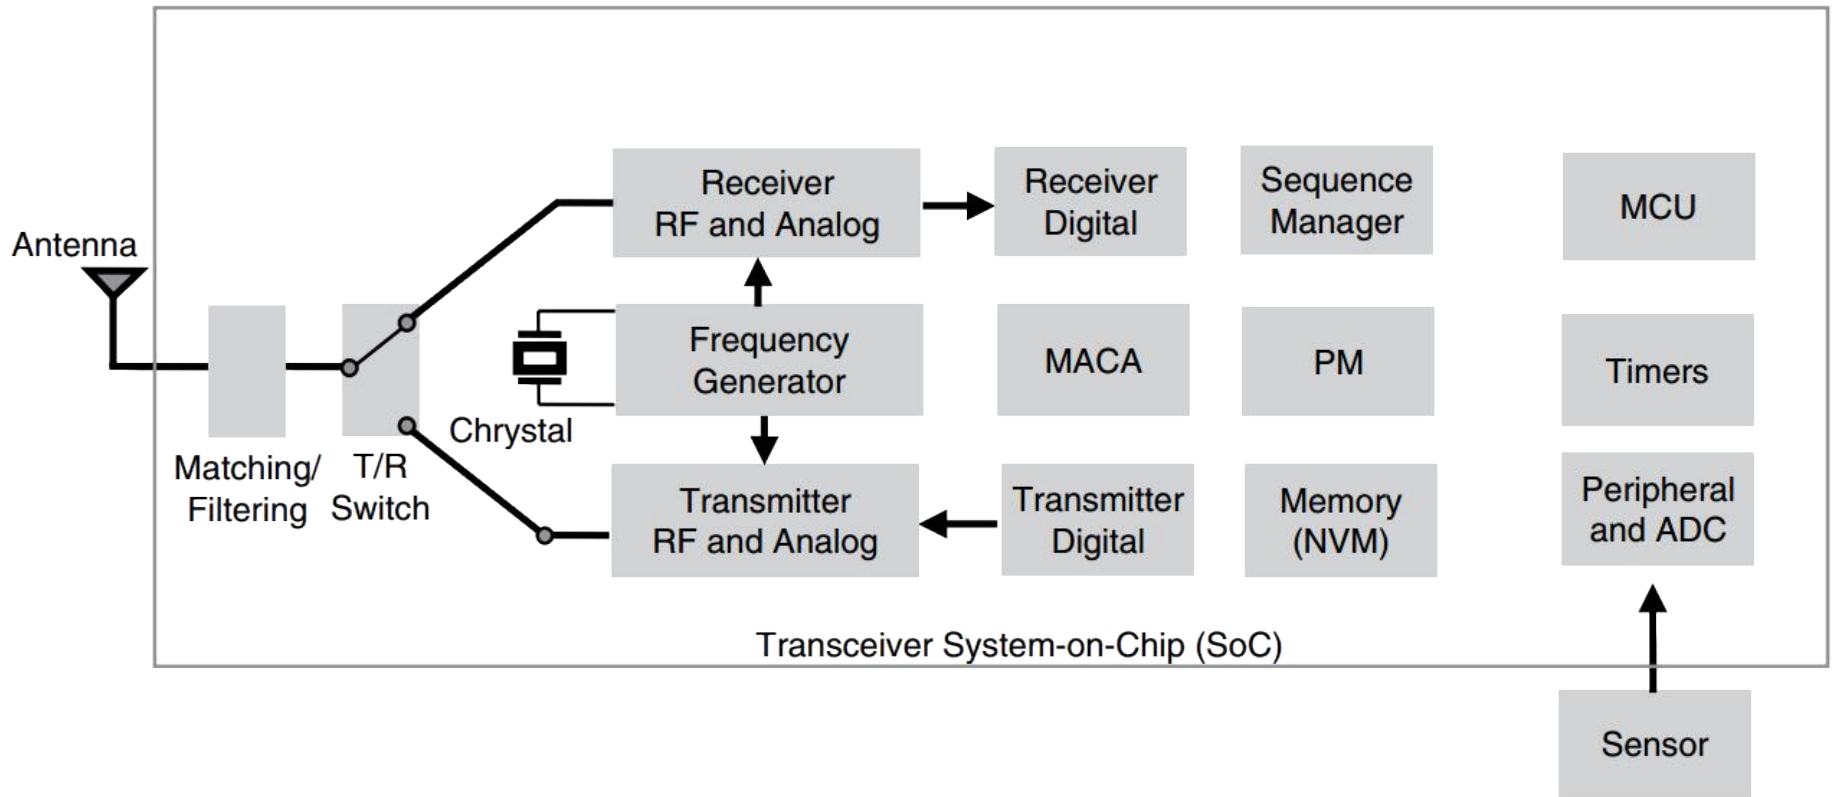 Antenna
Matching/
Filtering
T/R
Switch
Chrystal
Receiver
RF and Analog
Frequency
Generator
Transmitter
RF and Analog
Receiver
Digital
MACA
Transmitter
Digital
Sequence
Manager
PM
Memory
(NVM)
MCU
Timers
Peripheral
and ADC
Transceiver System-on-Chip (SoC)
Sensor